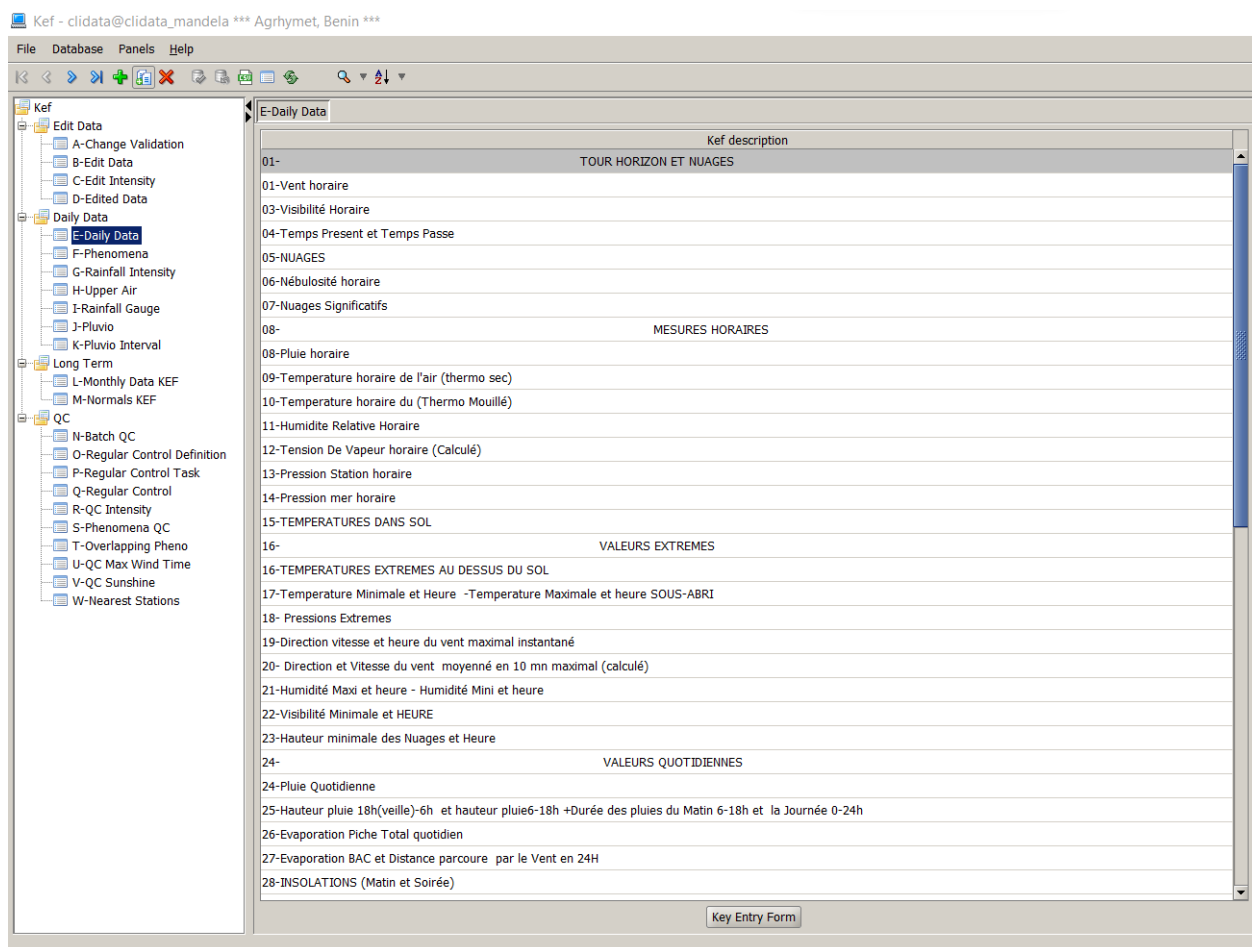 Kef - clidata@clidata_mandela *** Agrhymet, Benin ***
File Database Panels Help
Kef
Edit Data
A-Change Validation
B-Edit Data
C-Edit Intensity
D-Edited Data
Daily Data
E-Daily Data
F-Phenomena
G-Rainfall Intensity
H-Upper Air
I-Rainfall Gauge
J-Pluvio
K-Pluvio Interval
Long Term
L-Monthly Data KEF
M-Normals KEF
QC
N-Batch QC
O-Regular Control Definition
P-Regular Control Task
Q-Regular Control
R-QC Intensity
S-Phenomena QC
T-Overlapping Pheno
U-QC Max Wind Time
V-QC Sunshine
W-Nearest Stations
E-Daily Data
Kef description
01- TOUR HORIZON ET NUAGES
01-Vent horaire
03-Visibilité Horaire
04-Temps Present et Temps Passe
05-NUAGES
06-Nébulosité horaire
07-Nuages Significatifs
08- MESURES HORAIRES
08-Pluie horaire
09-Temperature horaire de l'air (thermo sec)
10-Temperature horaire du (Thermo Mouillé)
11-Humidite Relative Horaire
12-Tension De Vapeur horaire (Calculé)
13-Pression Station horaire
14-Pression mer horaire
15-TEMPERATURES DANS SOL
16- VALEURS EXTREMES
16-TEMPERATURES EXTREMES AU DESSUS DU SOL
17-Temperature Minimale et Heure -Temperature Maximale et heure SOUS-ABRI
18- Pressions Extremes
19-Direction vitesse et heure du vent maximal instantané
20- Direction et Vitesse du vent moyenné en 10 mn maximal (calculé)
21-Humidité Maxi et heure - Humidité Mini et heure
22-Visibilité Minimale et HEURE
23-Hauteur minimale des Nuages et Heure
24- VALEURS QUOTIDIENNES
24-Pluie Quotidienne
25-Hauteur pluie 18h(veille)-6h et hauteur pluie6-18h +Durée des pluies du Matin 6-18h et la Journée 0-24h
26-Evaporation Piche Total quotidien
27-Evaporation BAC et Distance parcoure par le Vent en 24H
28-INSOLATIONS (Matin et Soirée)
Key Entry Form